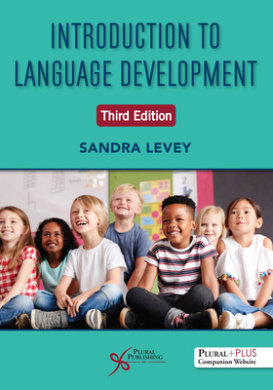 INTRODUCTION TO
LANGUAGE DEVELOPMENT
Third Edition
SANDRA LEVEY
PLURAL
PUBLISHING
PLURAL+PLUS
Companion Website